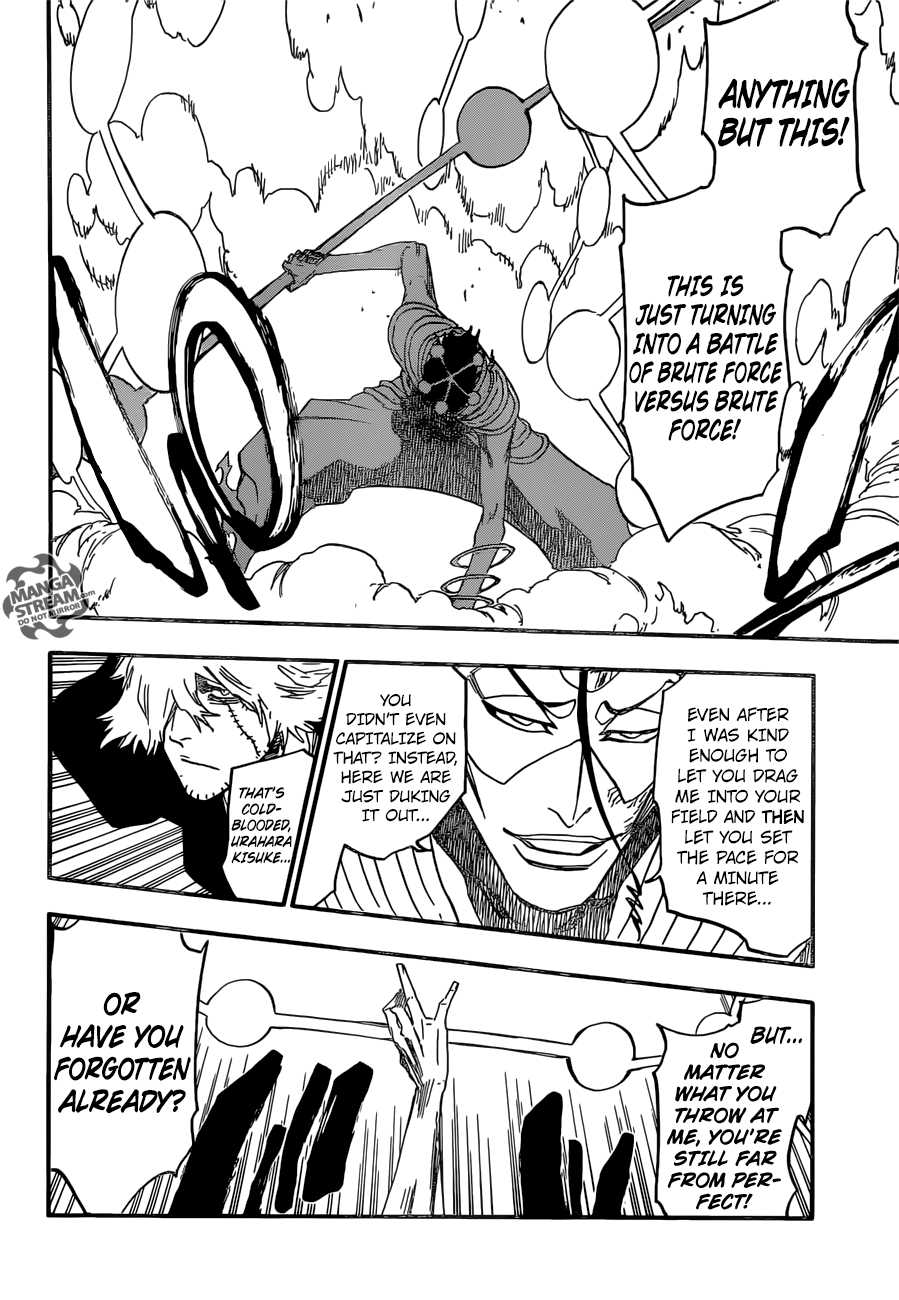 ANYTHING
BUT THIS!
THIS IS
JUST TURNING
INTO A BATTLE
OF BRUTE FORCE
VERSUS BRUTE
FORCE!
MANGA
STREAM.com
DO NOT MIRROR
EVEN AFTER
I WAS KIND
ENOUGH TO
LET YOU DRAG
ME INTO YOUR
FIELD AND THEN
LET YOU SET
THE PACE FOR
A MINUTE
THERE...
YOU
DIDN'T EVEN
CAPITALIZE ON
THAT? INSTEAD,
HERE WE ARE
JUST DUKING
IT OUT...
THAT'S
COLD-
BLOODED,
URAHARA
KISUKE...
BUT...
NO
MATTER
WHAT YOU
THROW AT
ME, YOU'RE
STILL FAR
FROM PER-
FECT!
OR
HAVE YOU
FORGOTTEN
ALREADY?